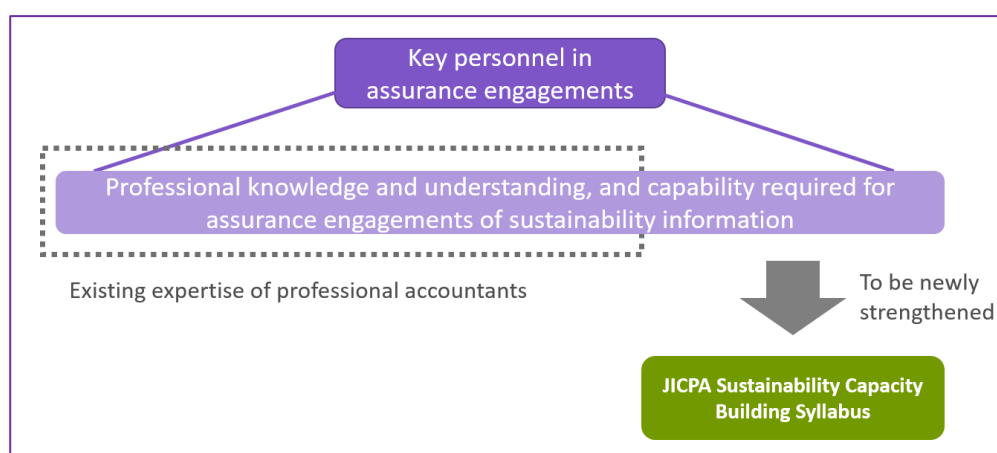 Key personnel in
assurance engagements
Professional knowledge and understanding, and capability required for
assurance engagements of sustainability information
Existing expertise of professional accountants
To be newly
strengthened
JICPA Sustainability Capacity
Building Syllabus